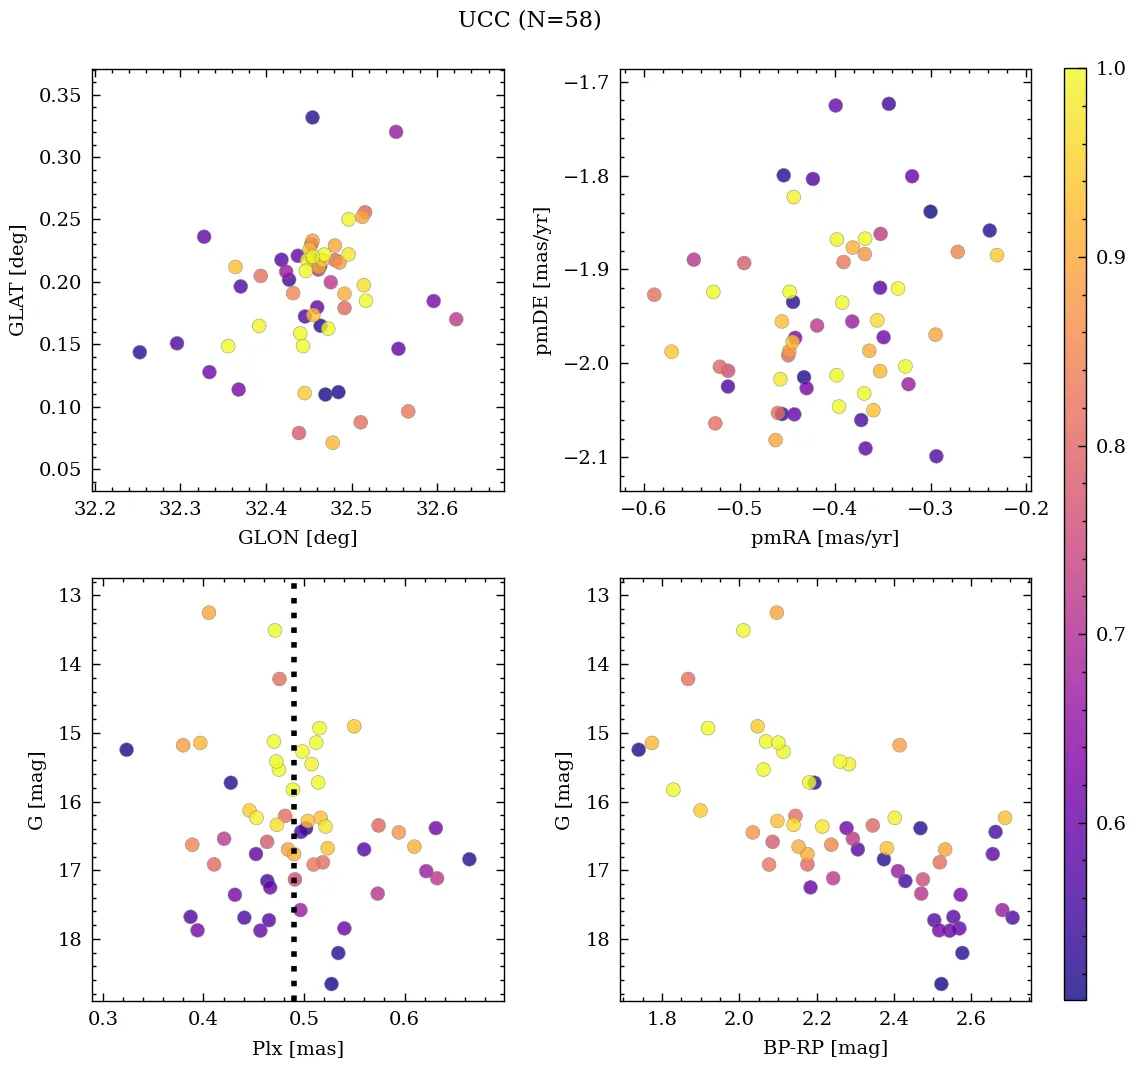 UCC (N=58)
0.35
0.30
0.25
0.20
0.15
0.10
0.05
GLAT [deg]
32.2 32.3 32.4 32.5 32.6
GLON [deg]
−1.7
−1.8
−1.9
−2.0
−2.1
pmDE [mas/yr]
−0.6 −0.5 −0.4 −0.3 −0.2
pmRA [mas/yr]
13
14
15
16
17
18
G [mag]
0.3 0.4 0.5 0.6
Plx [mas]
13
14
15
16
17
18
G [mag]
1.8 2.0 2.2 2.4 2.6
BP-RP [mag]
1.0
0.9
0.8
0.7
0.6